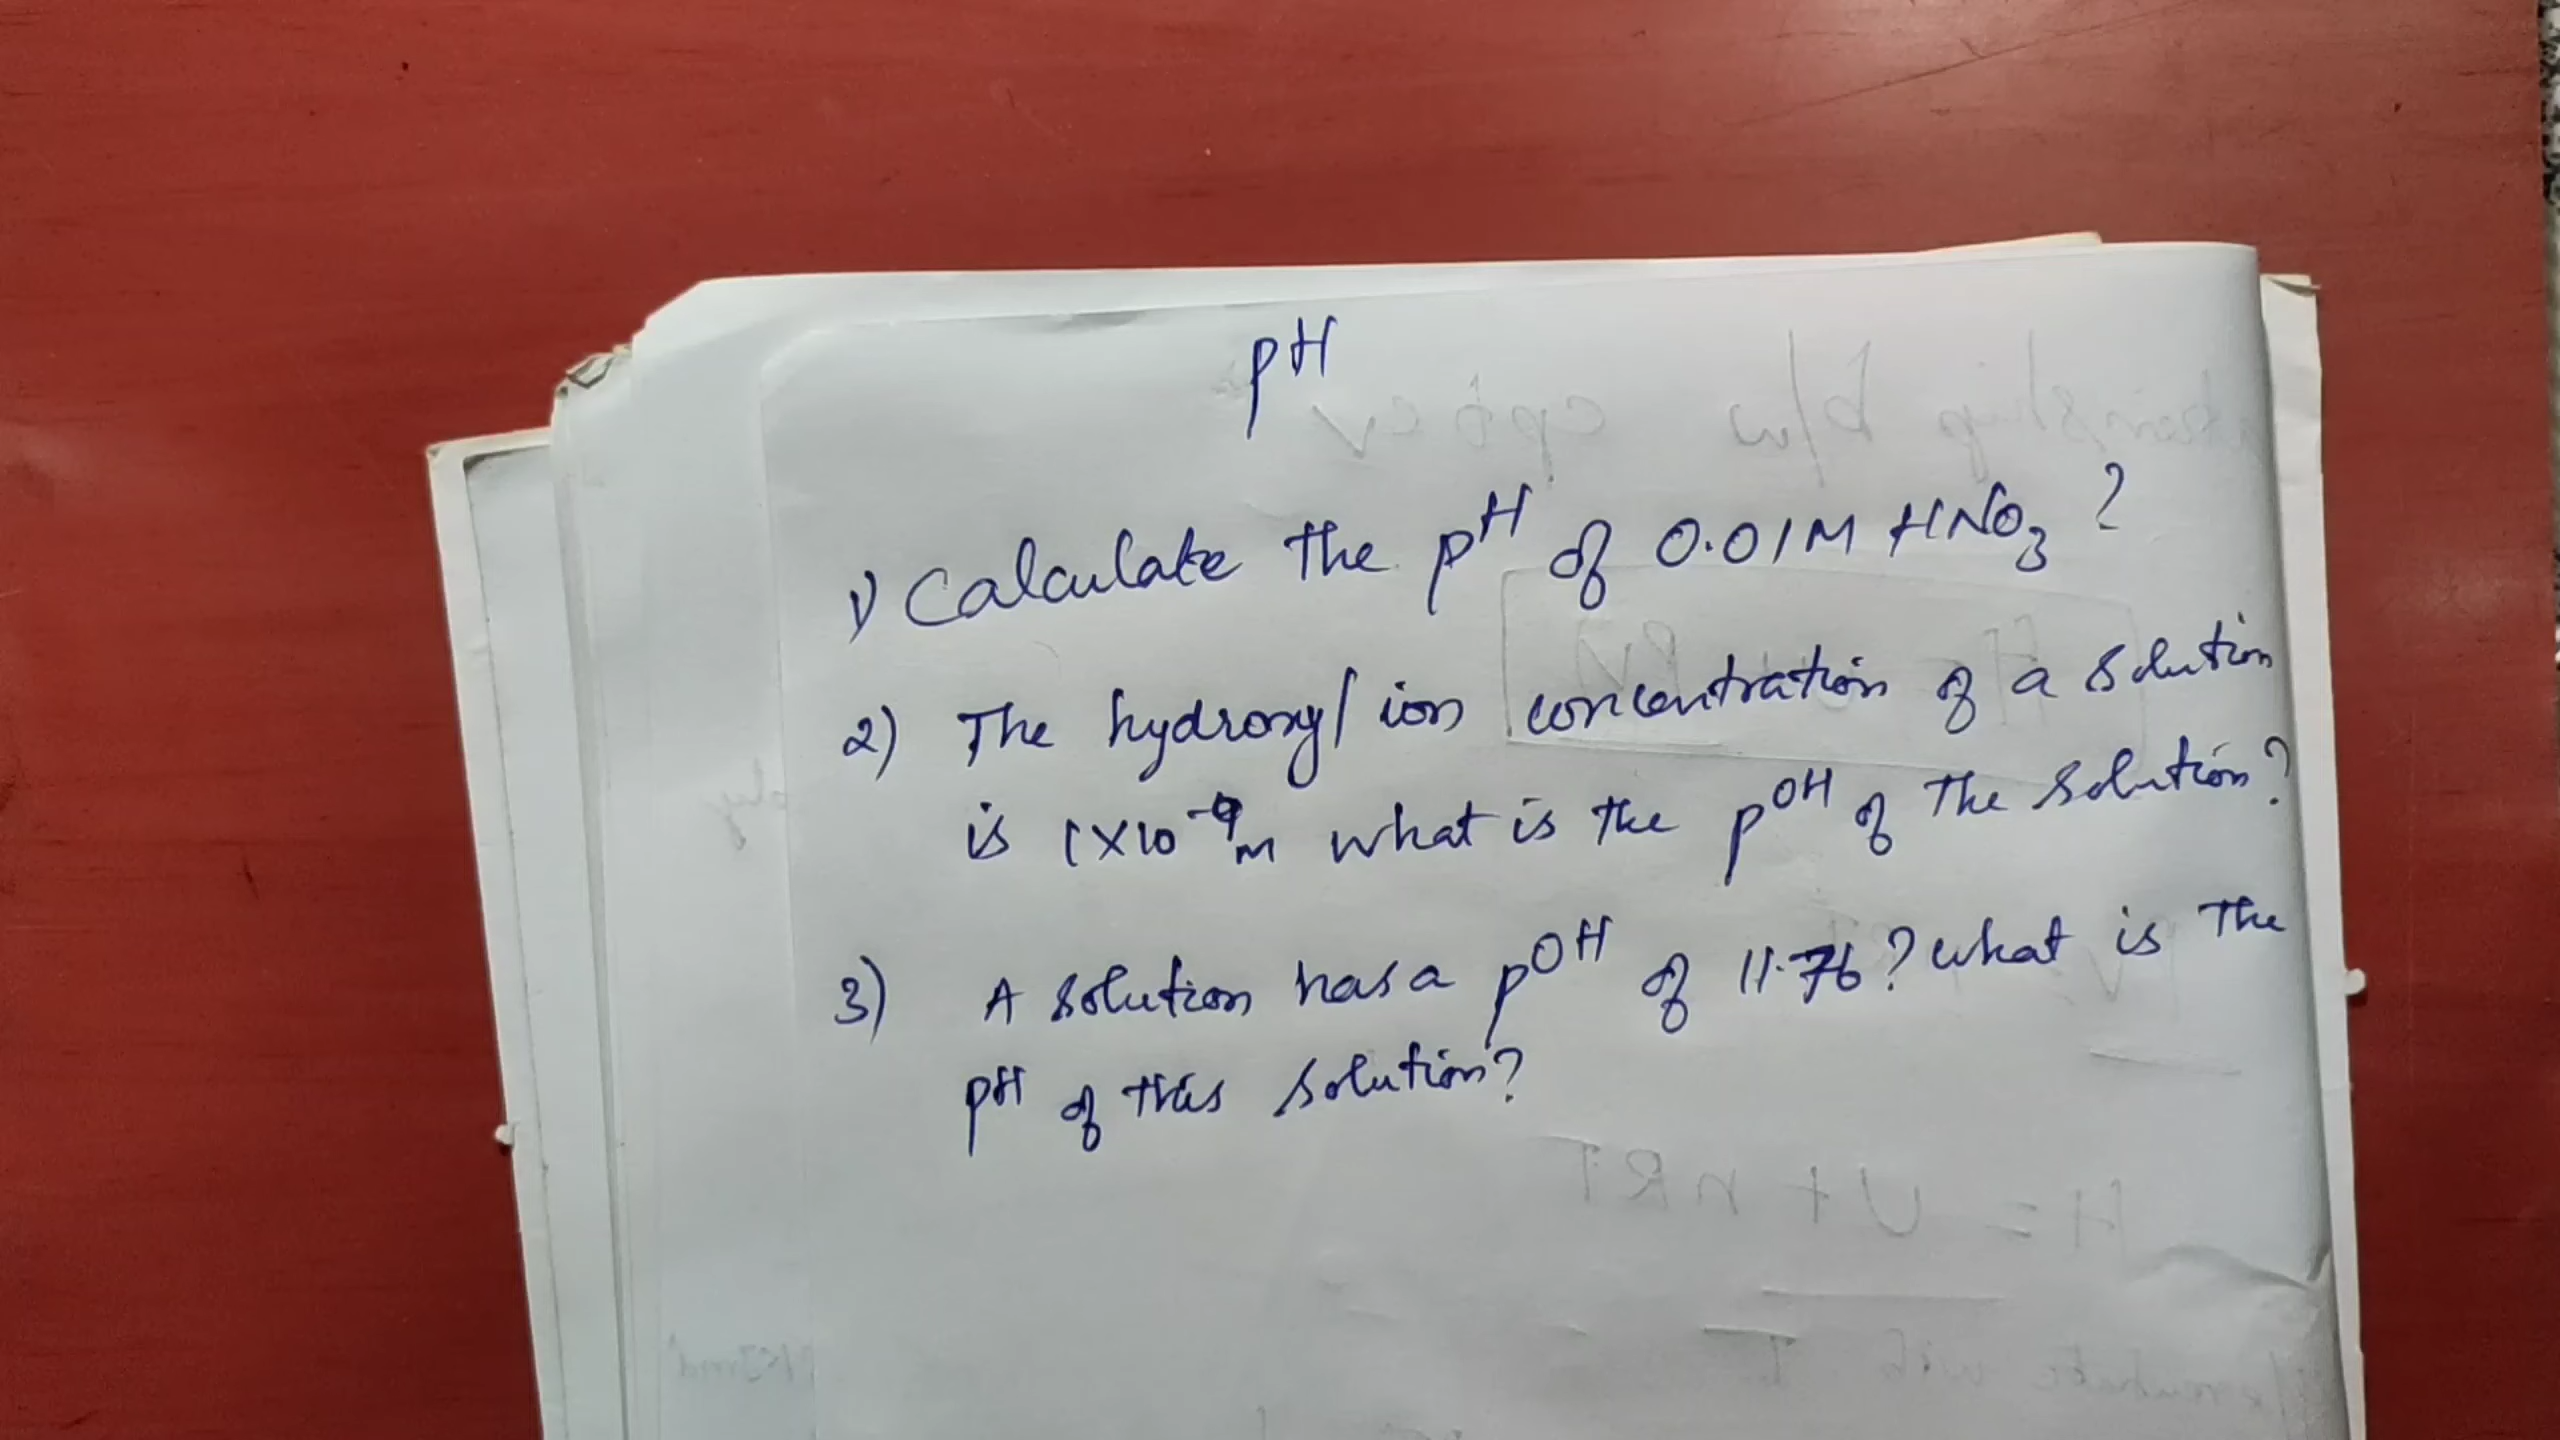 pH
1) Calculate the pH of 0.01M HNO3?
2) The hydroxyl ion concentration of a solution
is 1×10-9M what is the pOH of the solution?
3) A solution has a pOH of 11.76? what is the
pH of this solution?
H = U + nRT